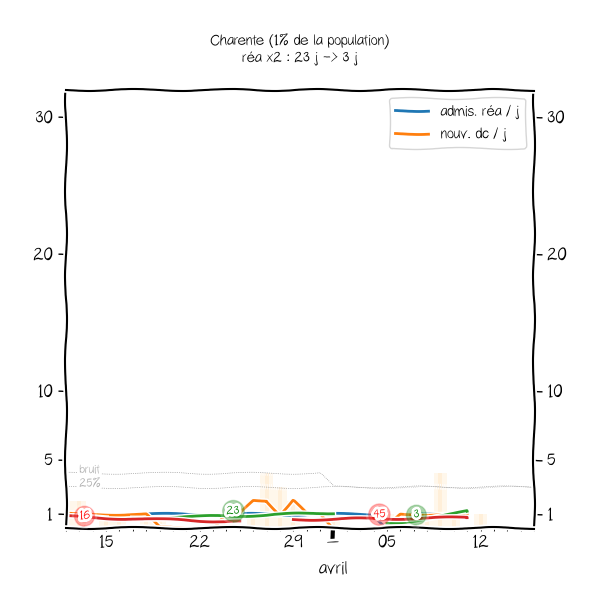 Charente (1% de la population)
réa x2 : 23 j -> 3 j
admis. réa / j
nouv. dc / j
30 30
20 20
10 10
5 5
bruit
25%
1 1
16 23 45 3
15 22 29 1 05 12
avril